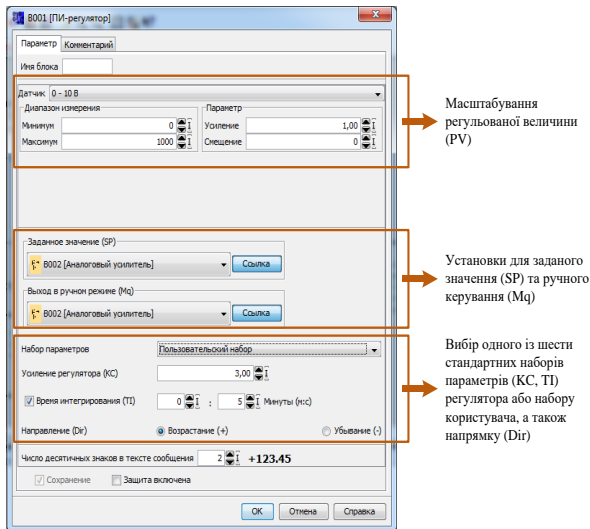 B001 [ПИ-регулятор]
Параметр Комментарий
Имя блока
Датчик 0 - 10 В
Диапазон измерения Параметр
Минимум 0 Усиление 1,00
Максимум 1000 Смещение 0
Масштабування
регульованої величини
(PV)
Заданное значение (SP)
B002 [Аналоговый усилитель] Ссылка
Выход в ручном режиме (Mq)
B002 [Аналоговый усилитель] Ссылка
Установки для заданого
значення (SP) та ручного
керування (Mq)
Набор параметров Пользовательский набор
Усиление регулятора (KC) 3,00
Время интегрирования (TI) 0 : 5 Минуты (м:с)
Направление (Dir) Возрастание (+) Убывание (-)
Вибір одного із шести
стандартних наборів
параметрів (КС, ТІ)
регулятора або набору
користувача, а також
напрямку (Dir)
Число десятичных знаков в тексте сообщения 2 +123.45
Сохранение Защита включена
OK Отмена Справка